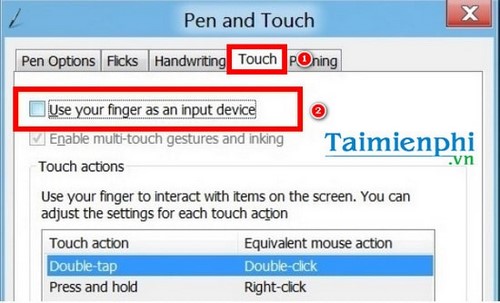 Pen and Touch
Pen Options Flicks Handwriting Touch 1
Use your finger as an input device 2
Enable multi-touch gestures and inking
Taimienphi
.vn
Touch actions
Use your finger to interact with items on the screen. You can
adjust the settings for each touch action
Touch action Equivalent mouse action
Double-tap Double-click
Press and hold Right-click